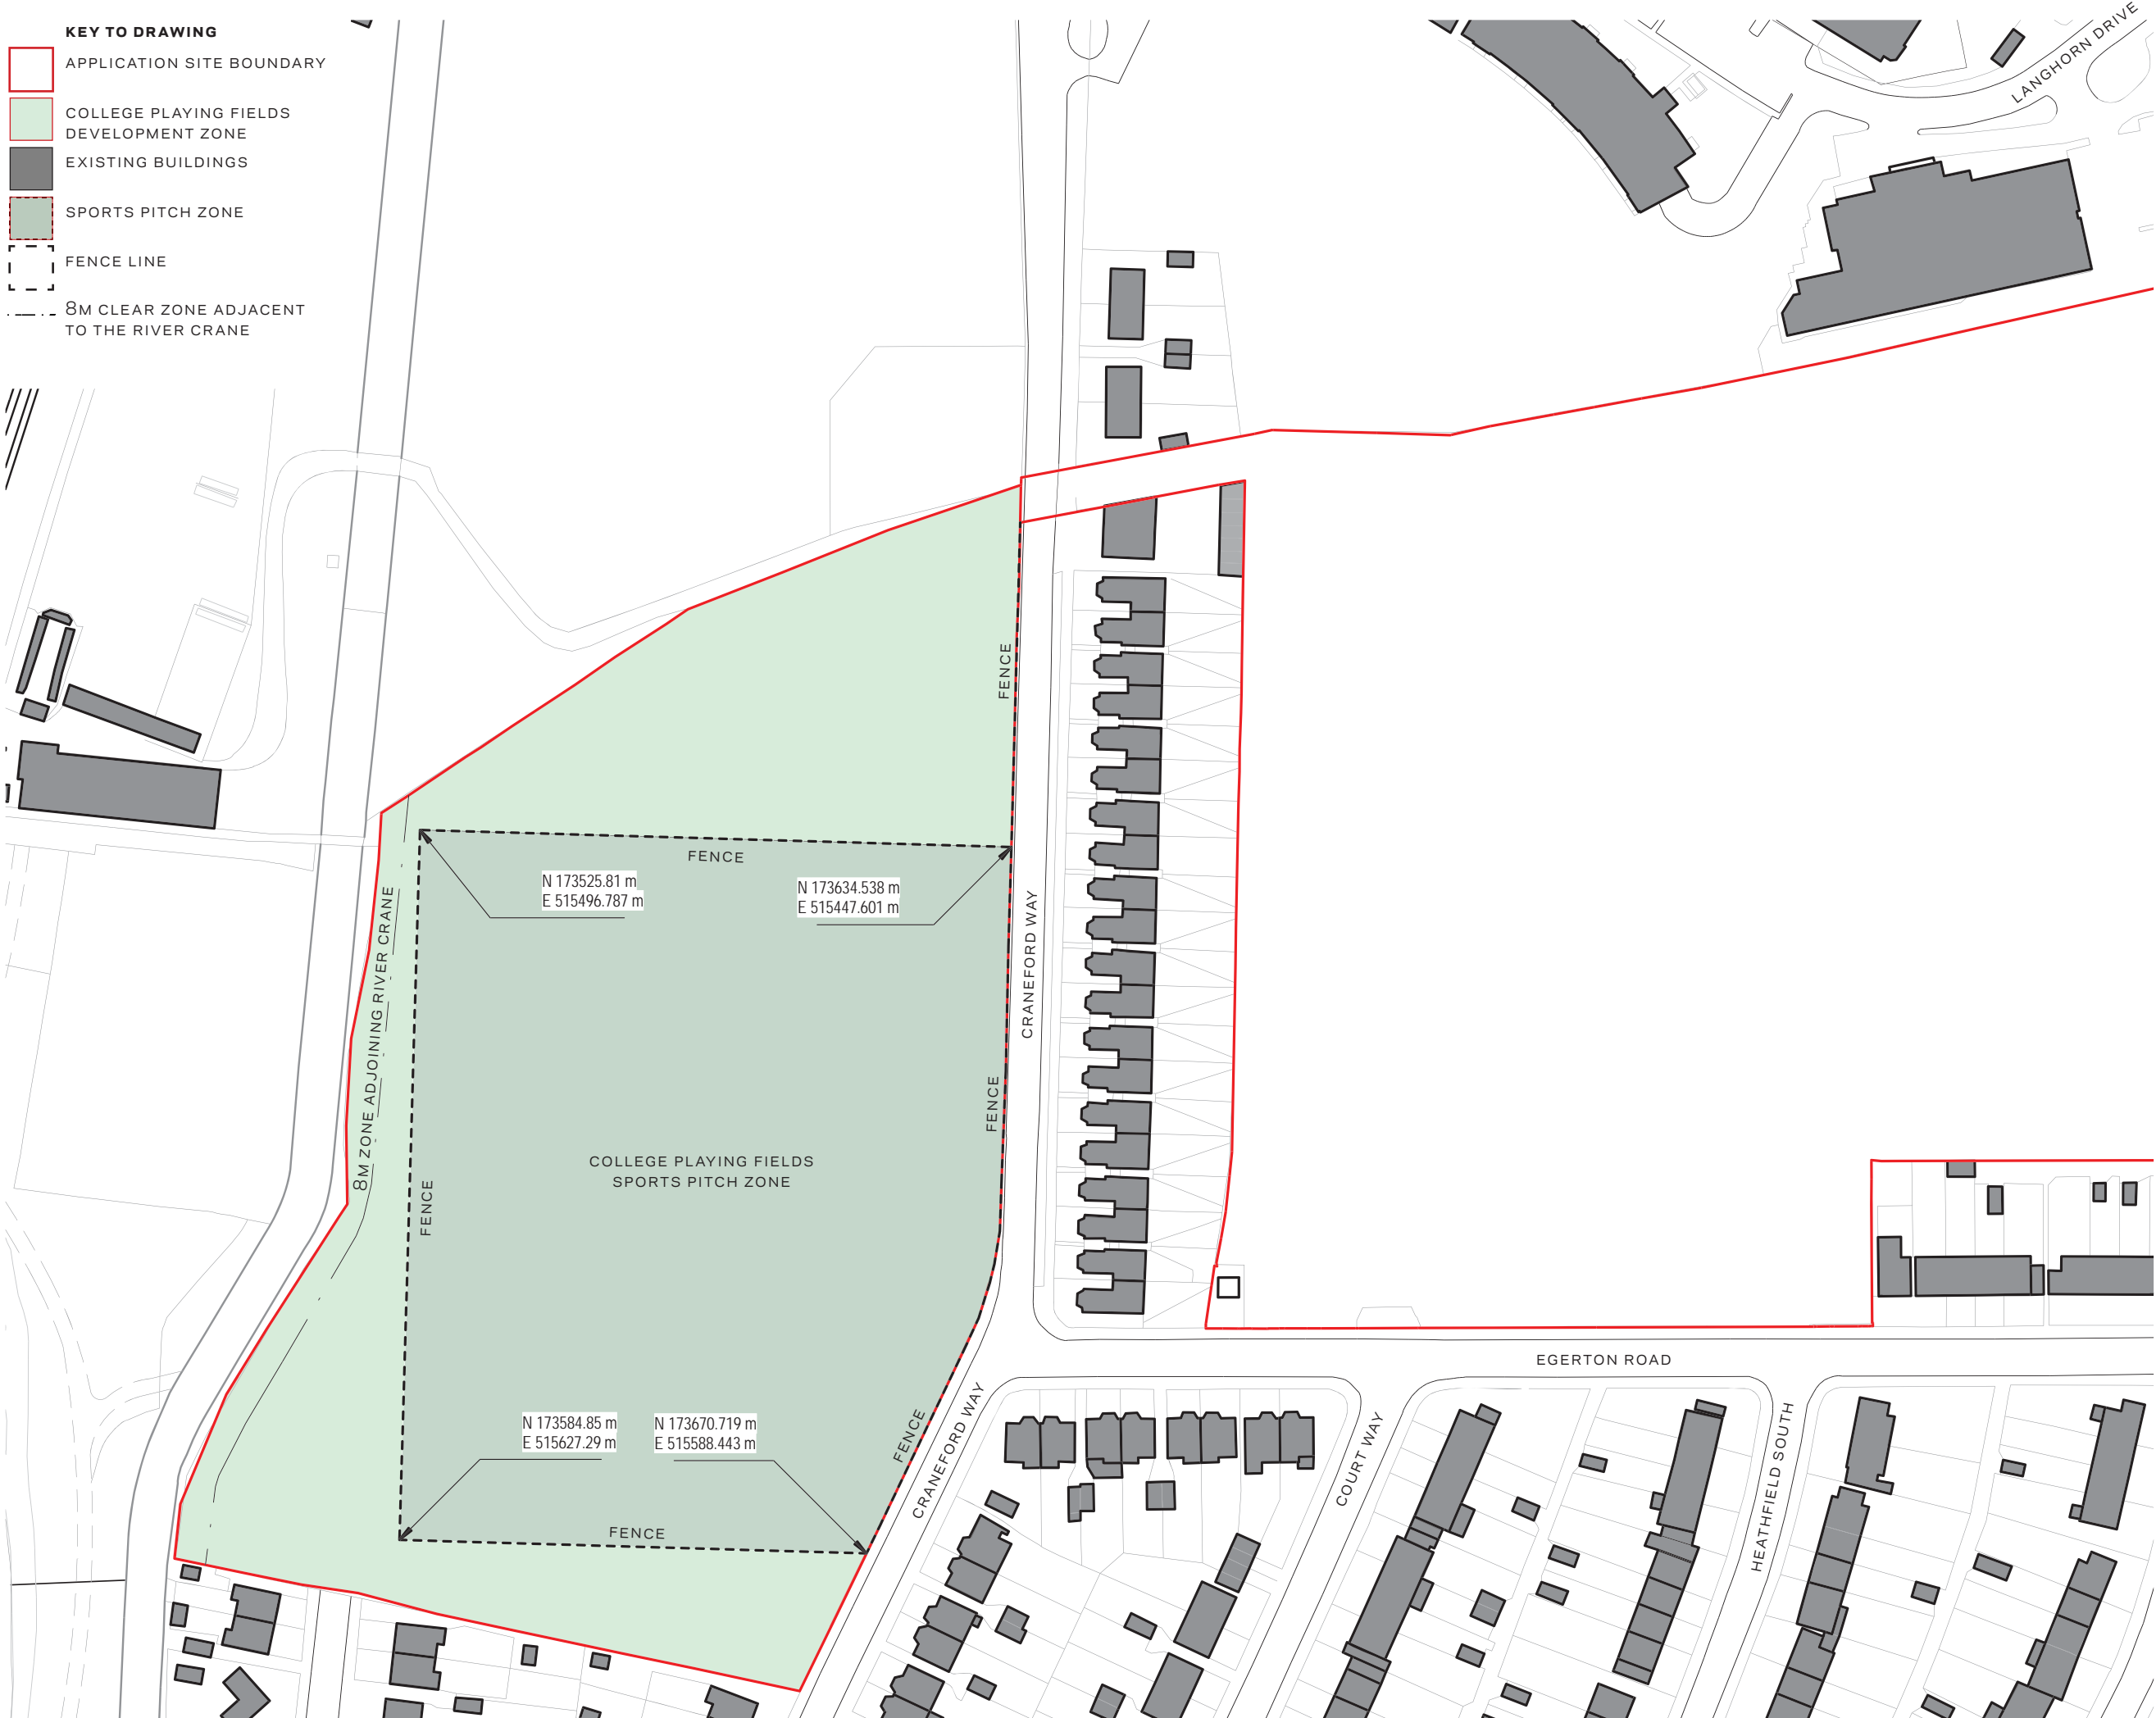 KEY TO DRAWING
APPLICATION SITE BOUNDARY
COLLEGE PLAYING FIELDS
DEVELOPMENT ZONE
EXISTING BUILDINGS
SPORTS PITCH ZONE
FENCE LINE
8M CLEAR ZONE ADJACENT
TO THE RIVER CRANE
LANGHORN DRIVE
FENCE
FENCE
N 173525.81 m
E 515496.787 m
N 173634.538 m
E 515447.601 m
8M ZONE ADJOINING RIVER CRANE
CRANEFORD WAY
FENCE
COLLEGE PLAYING FIELDS
SPORTS PITCH ZONE
FENCE
EGERTON ROAD
N 173584.85 m
E 515627.29 m
N 173670.719 m
E 515588.443 m
FENCE
CRANEFORD WAY
COURT WAY
HEATHFIELD SOUTH
FENCE